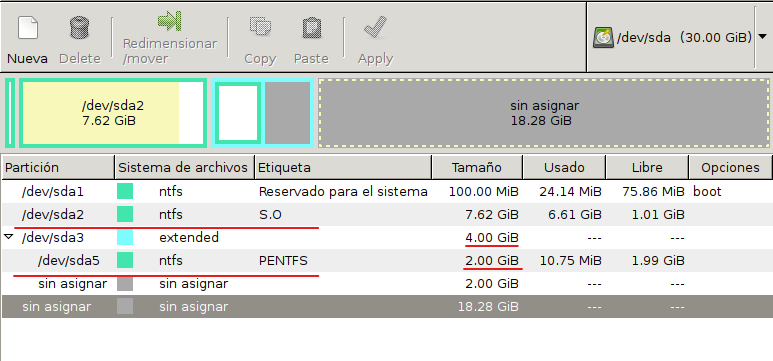 Nueva Delete Redimensionar /mover Copy Paste Apply /dev/sda (30.00 GiB)
/dev/sda2
7.62 GiB
sin asignar
18.28 GiB
Partición Sistema de archivos Etiqueta Tamaño Usado Libre Opciones
/dev/sda1 ntfs Reservado para el sistema 100.00 MiB 24.14 MiB 75.86 MiB boot
/dev/sda2 ntfs S.O 7.62 GiB 6.61 GiB 1.01 GiB
/dev/sda3 extended 4.00 GiB --- ---
/dev/sda5 ntfs PENTFS 2.00 GiB 10.75 MiB 1.99 GiB
sin asignar sin asignar 2.00 GiB --- ---
sin asignar sin asignar 18.28 GiB --- ---